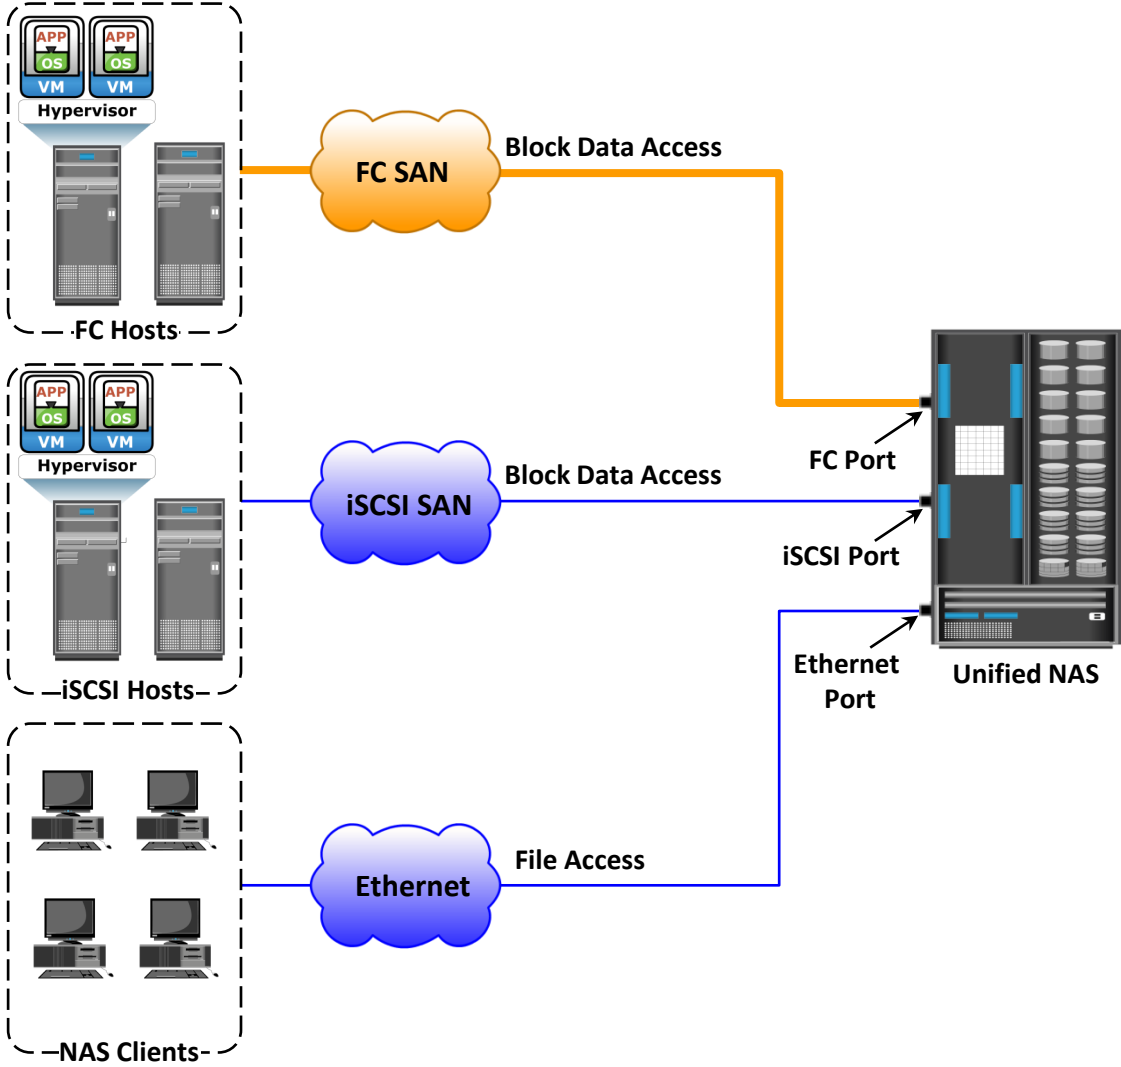 APP APP
OS OS
VM VM
Hypervisor
FC Hosts
FC SAN
Block Data Access
FC Port
APP APP
OS OS
VM VM
Hypervisor
iSCSI Hosts
iSCSI SAN
Block Data Access
iSCSI Port
Ethernet
Port
Unified NAS
Ethernet
File Access
NAS Clients